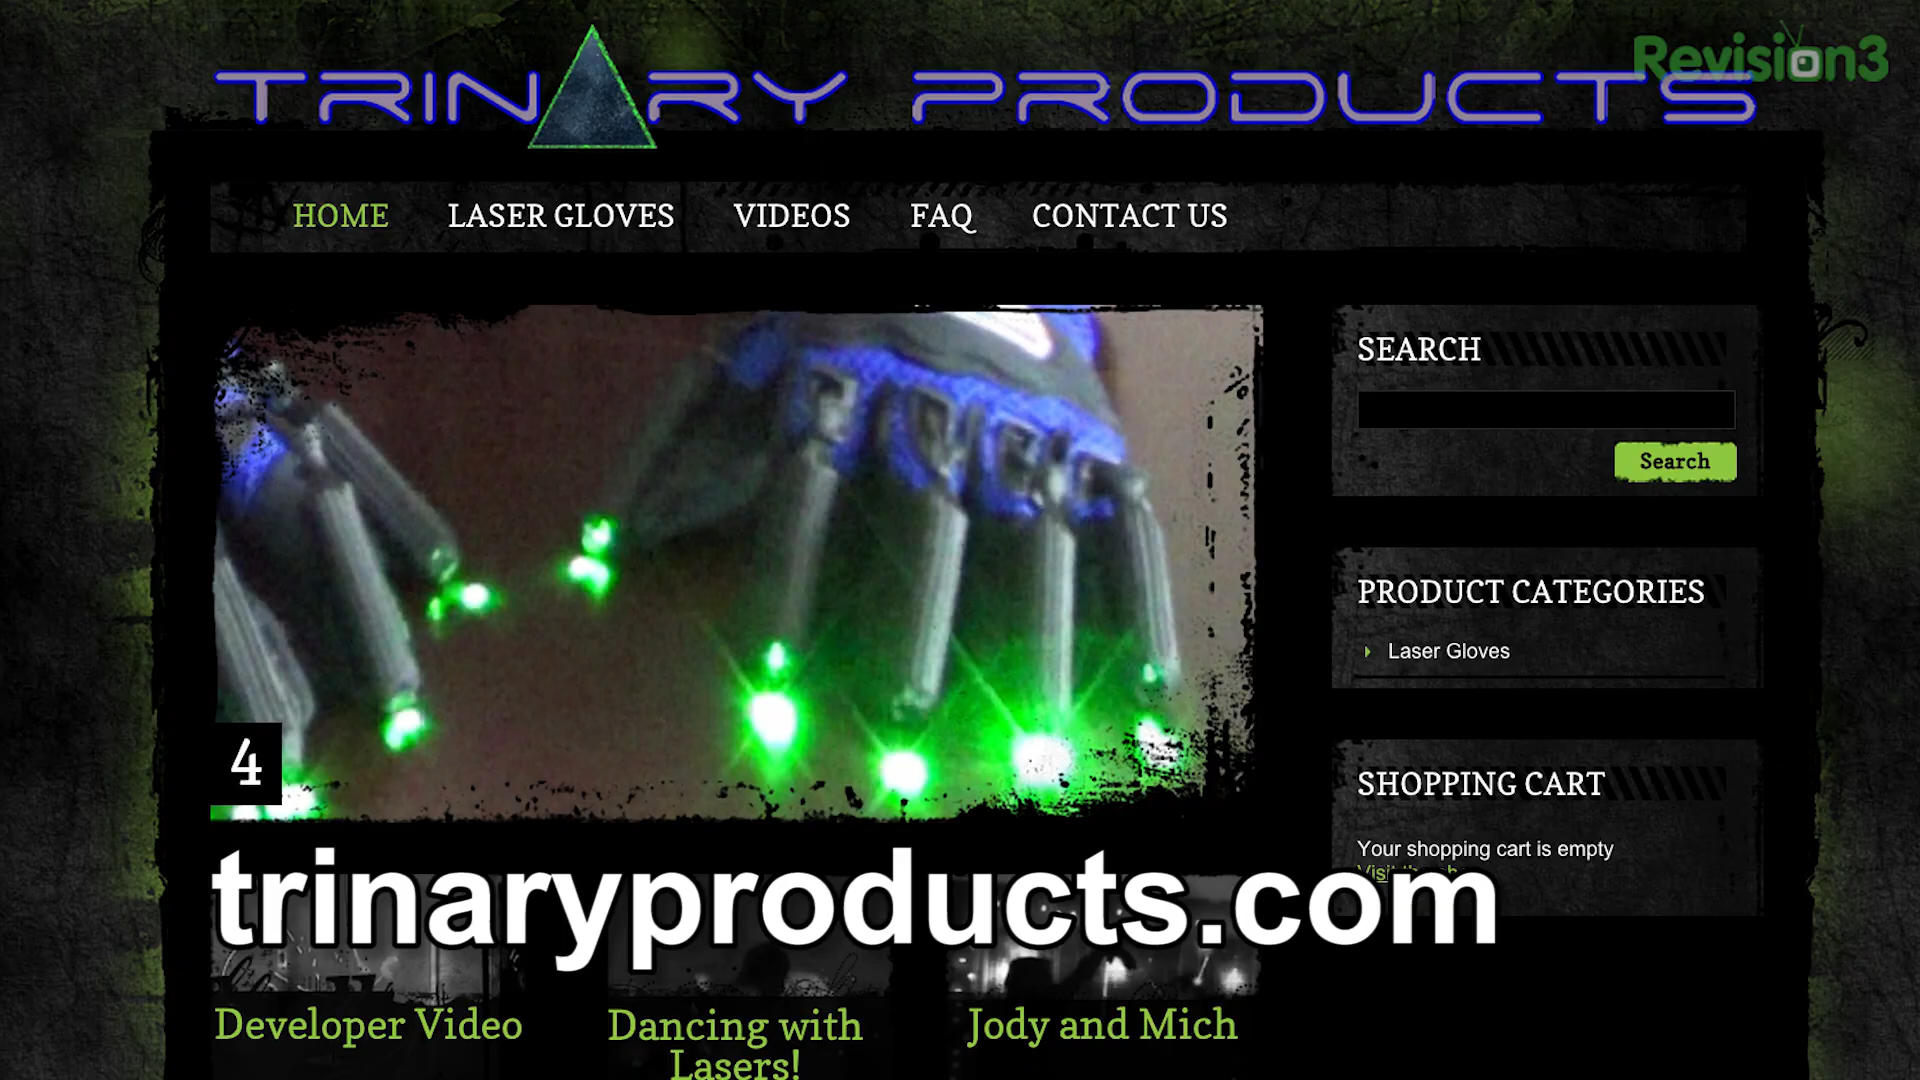 TRINARY PRODUCTS
Revision3
HOME LASER GLOVES VIDEOS FAQ CONTACT US
SEARCH
Search
PRODUCT CATEGORIES
Laser Gloves
4
SHOPPING CART
Your shopping cart is empty
trinaryproducts.com
Developer Video
Dancing with
Lasers!
Jody and Mich